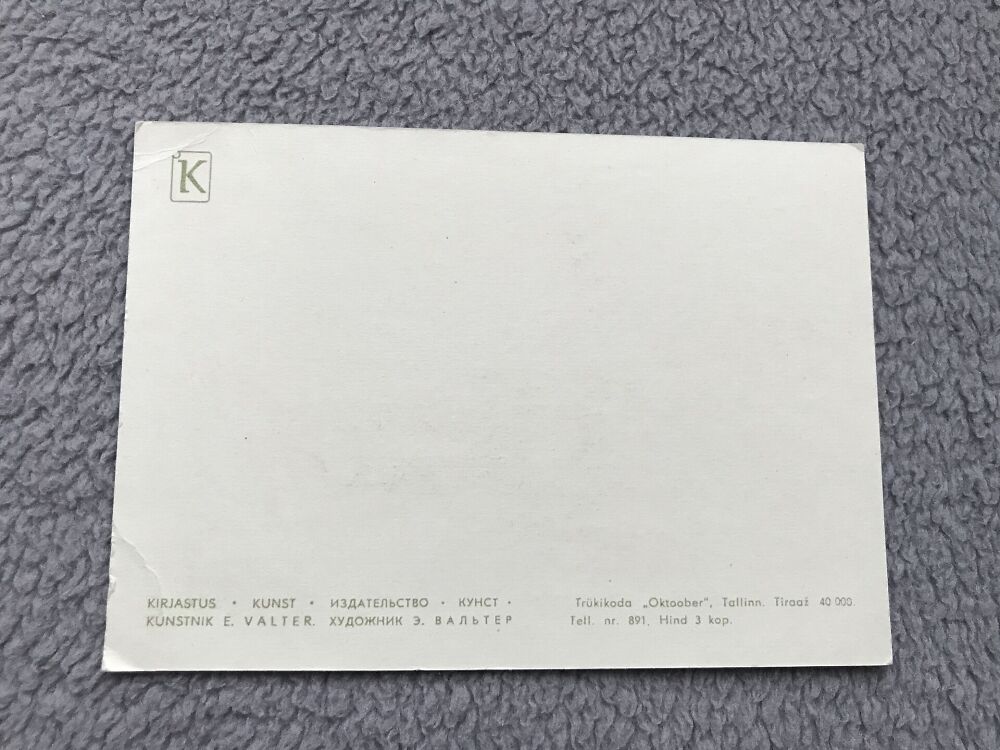 K
KIRJASTUS • KUNST • ИЗДАТЕЛЬСТВО • КУНСТ •
KUNSTNIK E. VALTER. ХУДОЖНИК Э. ВАЛЬТЕР
Trükikoda „Oktoober", Tallinn. Tiraaž 40 000.
Tell. nr. 891. Hind 3 kop.